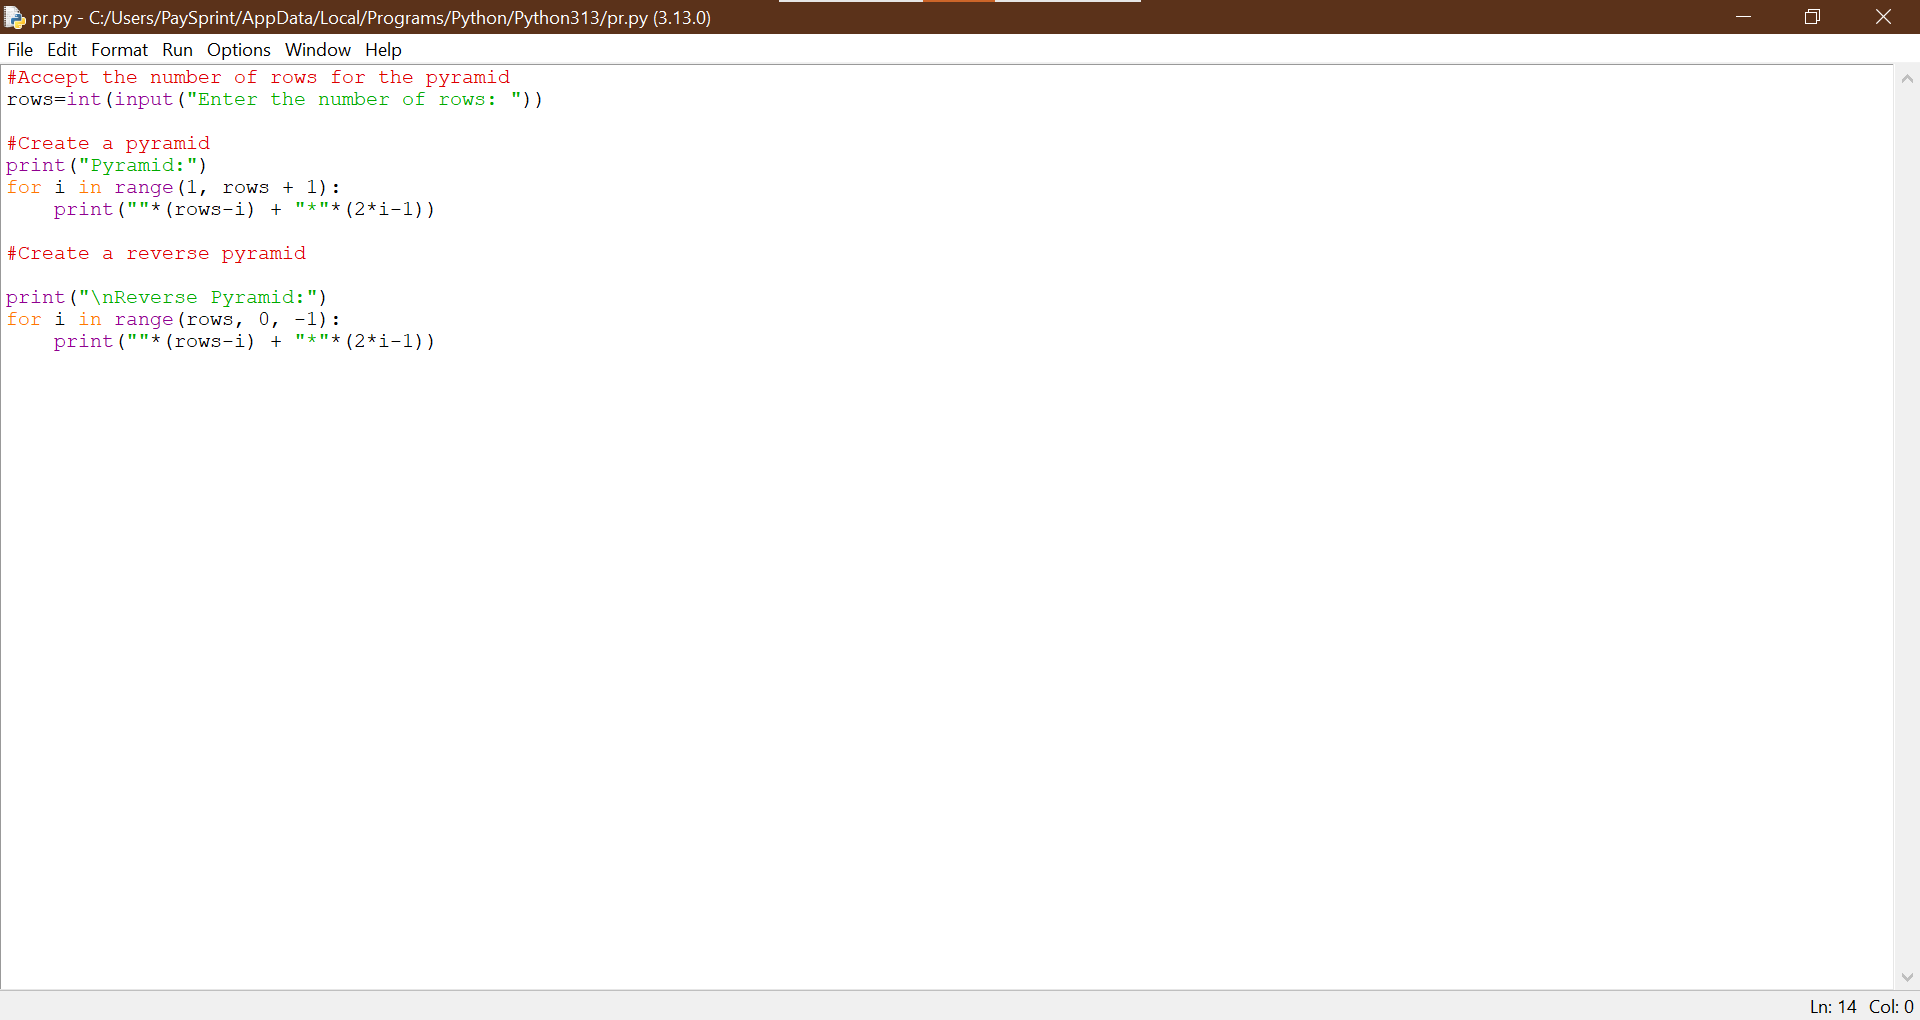 pr.py - C:/Users/PaySprint/AppData/Local/Programs/Python/Python313/pr.py (3.13.0)
File Edit Format Run Options Window Help
#Accept the number of rows for the pyramid
rows=int(input("Enter the number of rows: "))

#Create a pyramid
print("Pyramid:")
for i in range(1, rows + 1):
    print(""*(rows-i) + "*"*(2*i-1))

#Create a reverse pyramid

print("\nReverse Pyramid:")
for i in range(rows, 0, -1):
    print(""*(rows-i) + "*"*(2*i-1))
Ln: 14 Col: 0